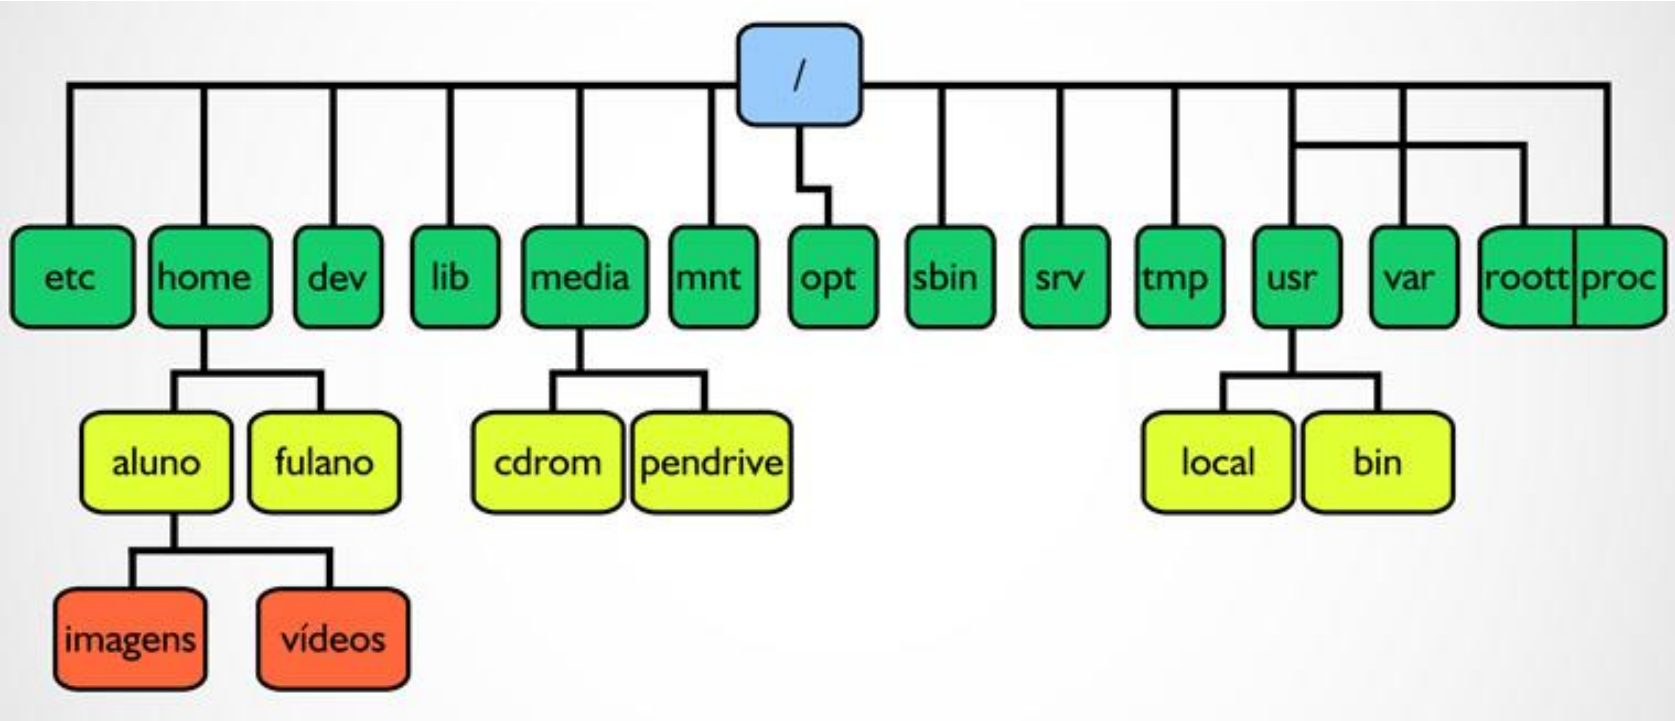 /
etc home dev lib media mnt opt sbin srv tmp usr var roott proc
aluno fulano cdrom pendrive local bin
imagens vídeos